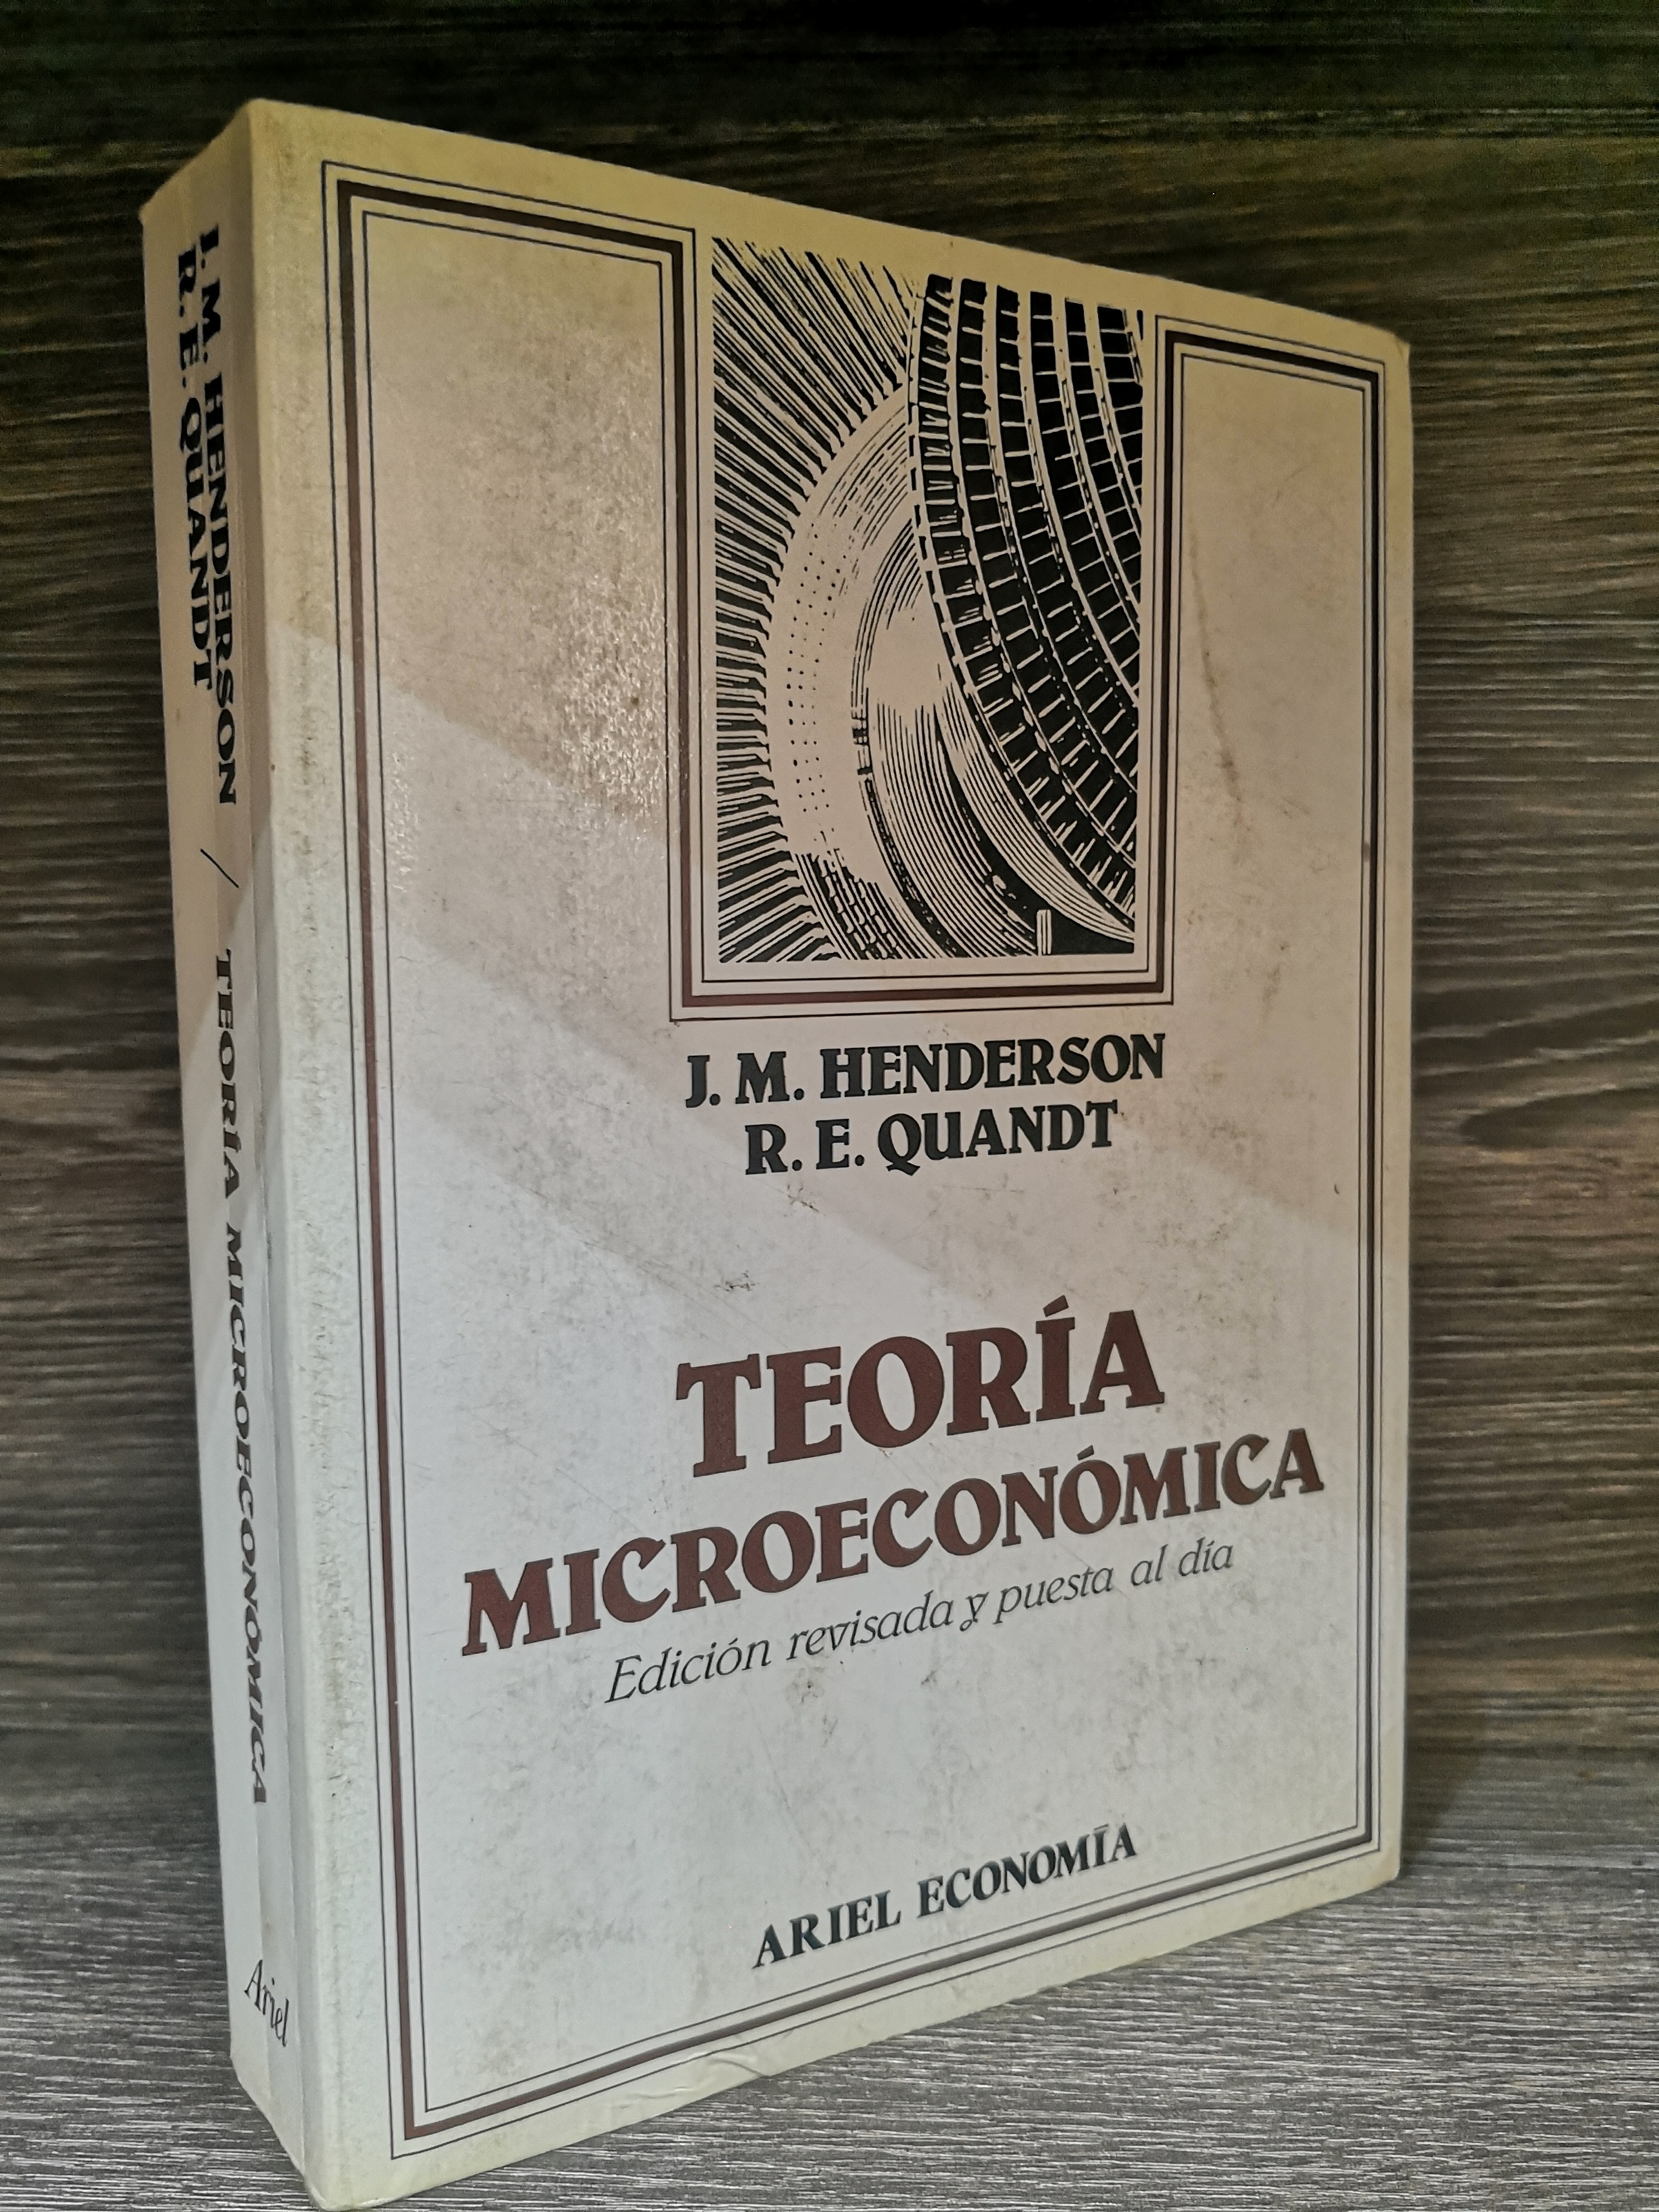 J. M. HENDERSON
R. E. QUANDT
/
TEORÍA MICROECONÓMICA
Ariel
J. M. HENDERSON
R. E. QUANDT
TEORÍA
MICROECONÓMICA
Edición revisada y puesta al día
ARIEL ECONOMÍA